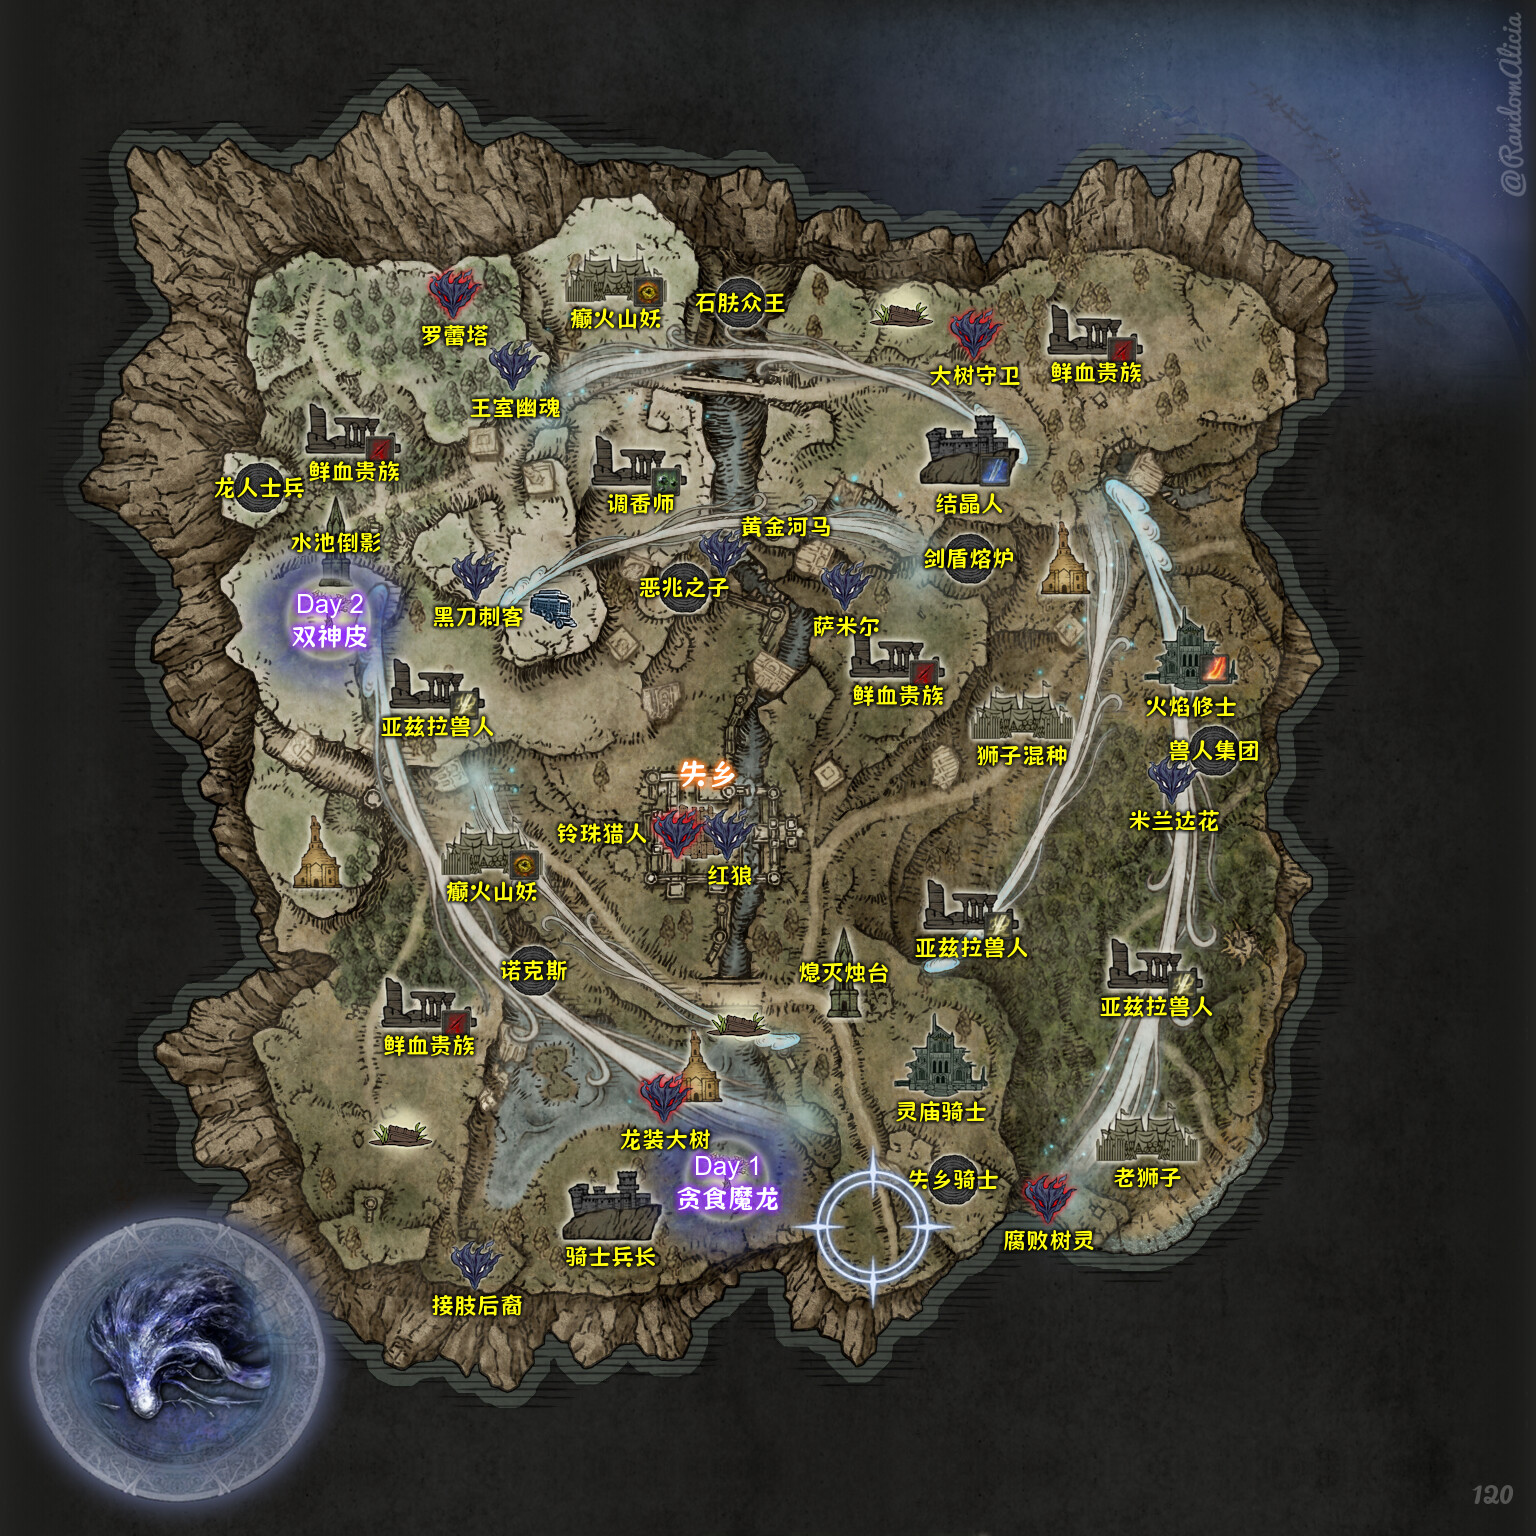 @RandomAlicia
石肤众王
癫火山妖
罗蕾塔
大树守卫
鲜血贵族
王室幽魂
鲜血贵族
龙人士兵
调香师
结晶人
黄金河马
水池倒影
剑盾熔炉
恶兆之子
Day 2
双神皮
黑刀刺客
萨米尔
鲜血贵族
火焰修士
亚兹拉兽人
狮子混种
兽人集团
失乡
米兰达花
铃珠猎人
红狼
癫火山妖
亚兹拉兽人
诺克斯
熄灭烛台
亚兹拉兽人
鲜血贵族
灵庙骑士
龙装大树
Day 1
贪食魔龙
失乡骑士
老狮子
腐败树灵
骑士兵长
接肢后裔
120